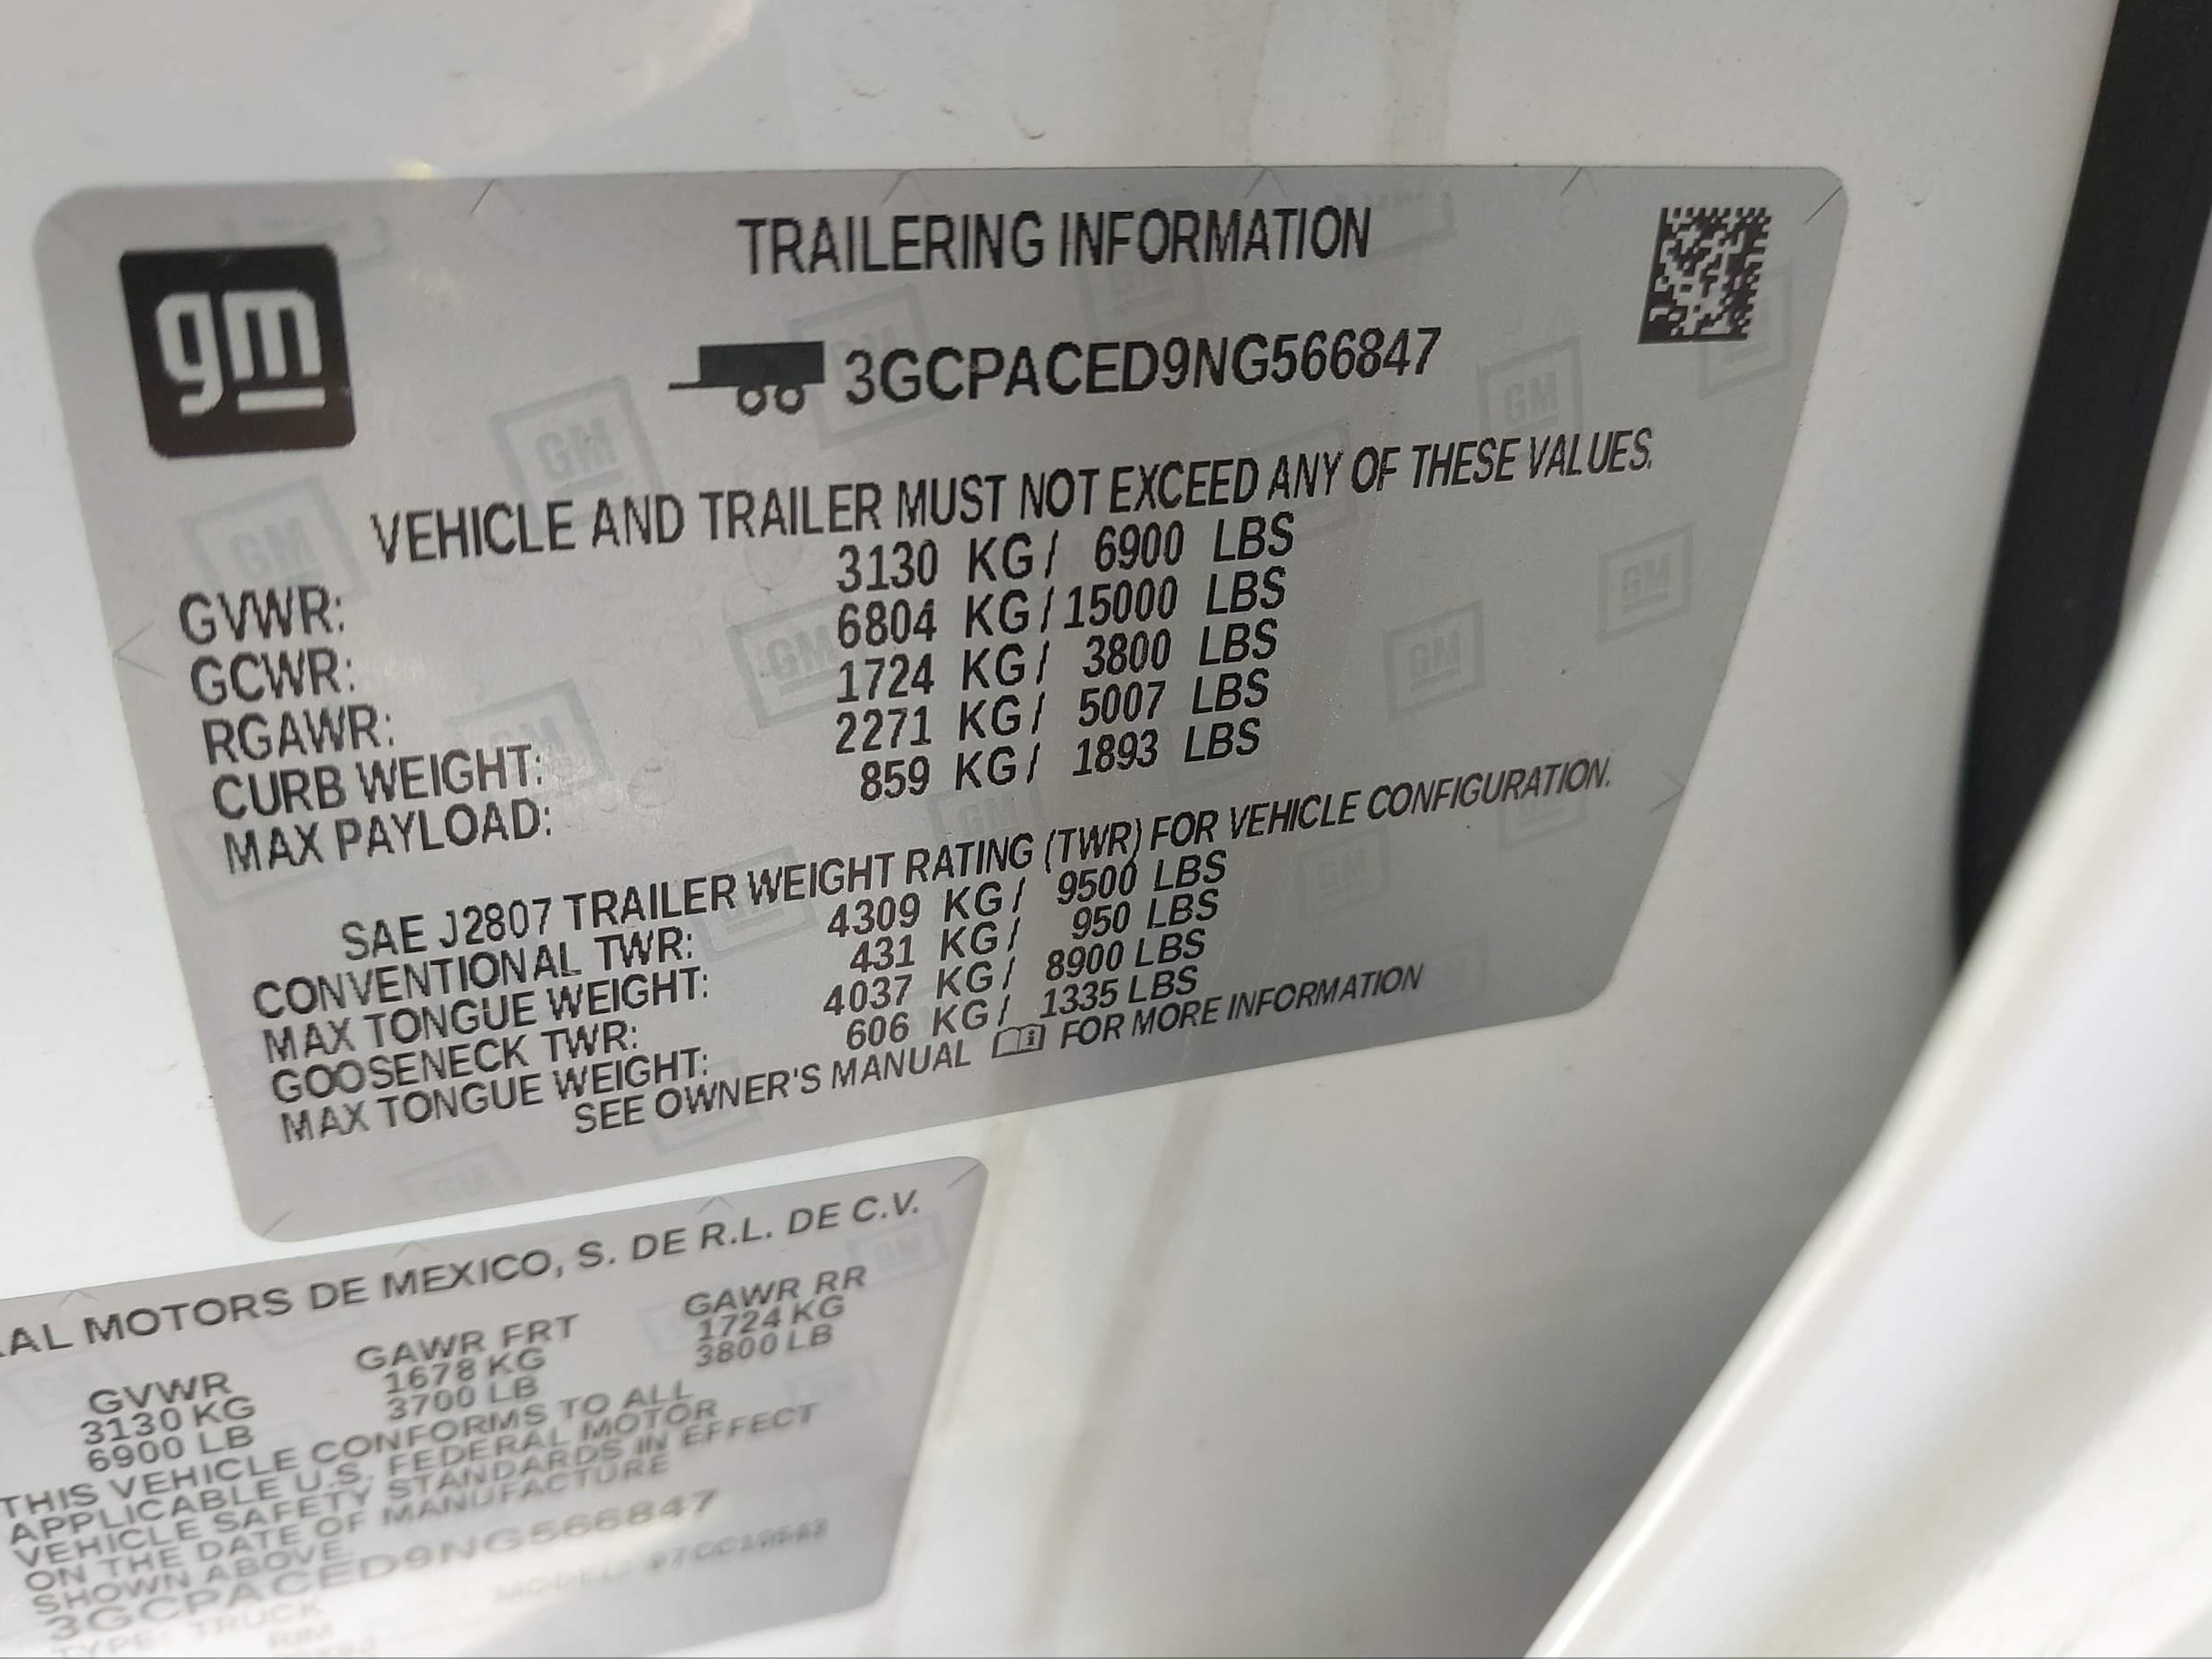 gm
TRAILERING INFORMATION
3GCPACED9NG566847
VEHICLE AND TRAILER MUST NOT EXCEED ANY OF THESE VALUES.
GVWR: 3130 KG/ 6900 LBS
GCWR: 6804 KG/15000 LBS
RGAWR: 1724 KG/ 3800 LBS
CURB WEIGHT: 2271 KG/ 5007 LBS
MAX PAYLOAD: 859 KG/ 1893 LBS
SAE J2807 TRAILER WEIGHT RATING (TWR) FOR VEHICLE CONFIGURATION.
CONVENTIONAL TWR: 4309 KG/ 9500 LBS
MAX TONGUE WEIGHT: 431 KG/ 950 LBS
GOOSENECK TWR: 4037 KG/ 8900 LBS
MAX TONGUE WEIGHT: 606 KG/ 1335 LBS
SEE OWNER'S MANUAL FOR MORE INFORMATION
AL MOTORS DE MEXICO, S. DE R.L. DE C.V.
GVWR GAWR FRT GAWR RR
3130 KG 1678 KG 1724 KG
6900 LB 3700 LB 3800 LB
THIS VEHICLE CONFORMS TO ALL
APPLICABLE U.S. FEDERAL MOTOR
VEHICLE SAFETY STANDARDS IN EFFECT
ON THE DATE OF MANUFACTURE
SHOWN ABOVE.
3GCPACED9NG566847
TYPE: TRUCK
RIM